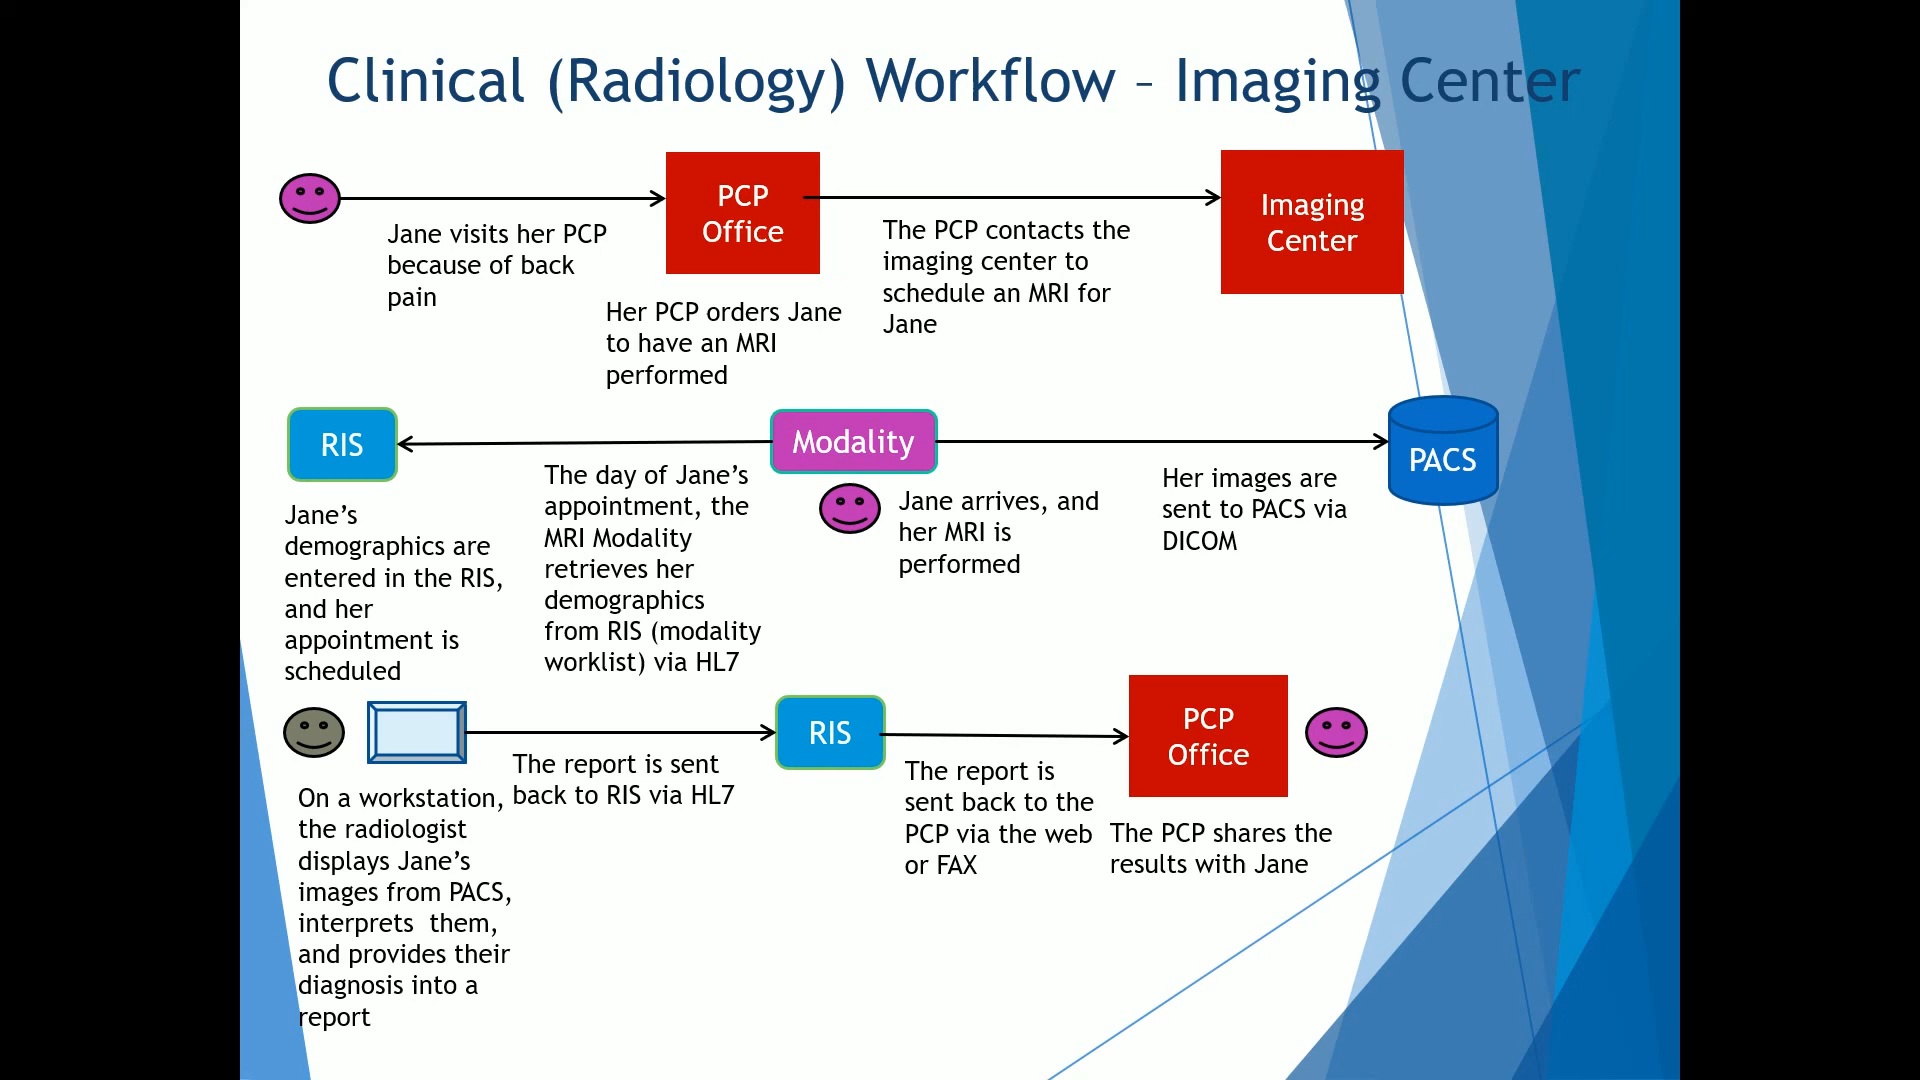 Clinical (Radiology) Workflow – Imaging Center
PCP
Office
Imaging
Center
Jane visits her PCP
because of back
pain
Her PCP orders Jane
to have an MRI
performed
The PCP contacts the
imaging center to
schedule an MRI for
Jane
RIS
Modality
PACS
Jane’s
demographics are
entered in the RIS,
and her
appointment is
scheduled
The day of Jane’s
appointment, the
MRI Modality
retrieves her
demographics
from RIS (modality
worklist) via HL7
Jane arrives, and
her MRI is
performed
Her images are
sent to PACS via
DICOM
RIS
PCP
Office
On a workstation,
the radiologist
displays Jane’s
images from PACS,
interprets  them,
and provides their
diagnosis into a
report
The report is sent
back to RIS via HL7
The report is
sent back to the
PCP via the web
or FAX
The PCP shares the
results with Jane